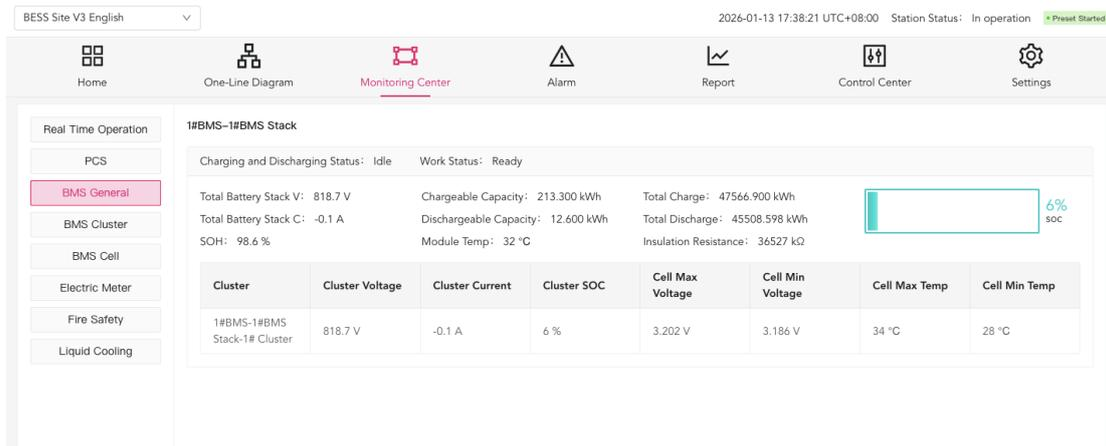 BESS Site V3 English
2026-01-13 17:38:21 UTC+08:00 Station Status: In operation • Preset Started
Home One-Line Diagram Monitoring Center Alarm Report Control Center Settings
Real Time Operation
PCS
BMS General
BMS Cluster
BMS Cell
Electric Meter
Fire Safety
Liquid Cooling
1#BMS-1#BMS Stack
Charging and Discharging Status: Idle Work Status: Ready
Total Battery Stack V: 818.7 V Chargeable Capacity: 213.300 kWh Total Charge: 47566.900 kWh
Total Battery Stack C: -0.1 A Dischargeable Capacity: 12.600 kWh Total Discharge: 45508.598 kWh
SOH: 98.6 % Module Temp: 32 °C Insulation Resistance: 36527 kΩ
6%
soc
Cluster Cluster Voltage Cluster Current Cluster SOC Cell Max Voltage Cell Min Voltage Cell Max Temp Cell Min Temp
1#BMS-1#BMS Stack-1# Cluster 818.7 V -0.1 A 6 % 3.202 V 3.186 V 34 °C 28 °C